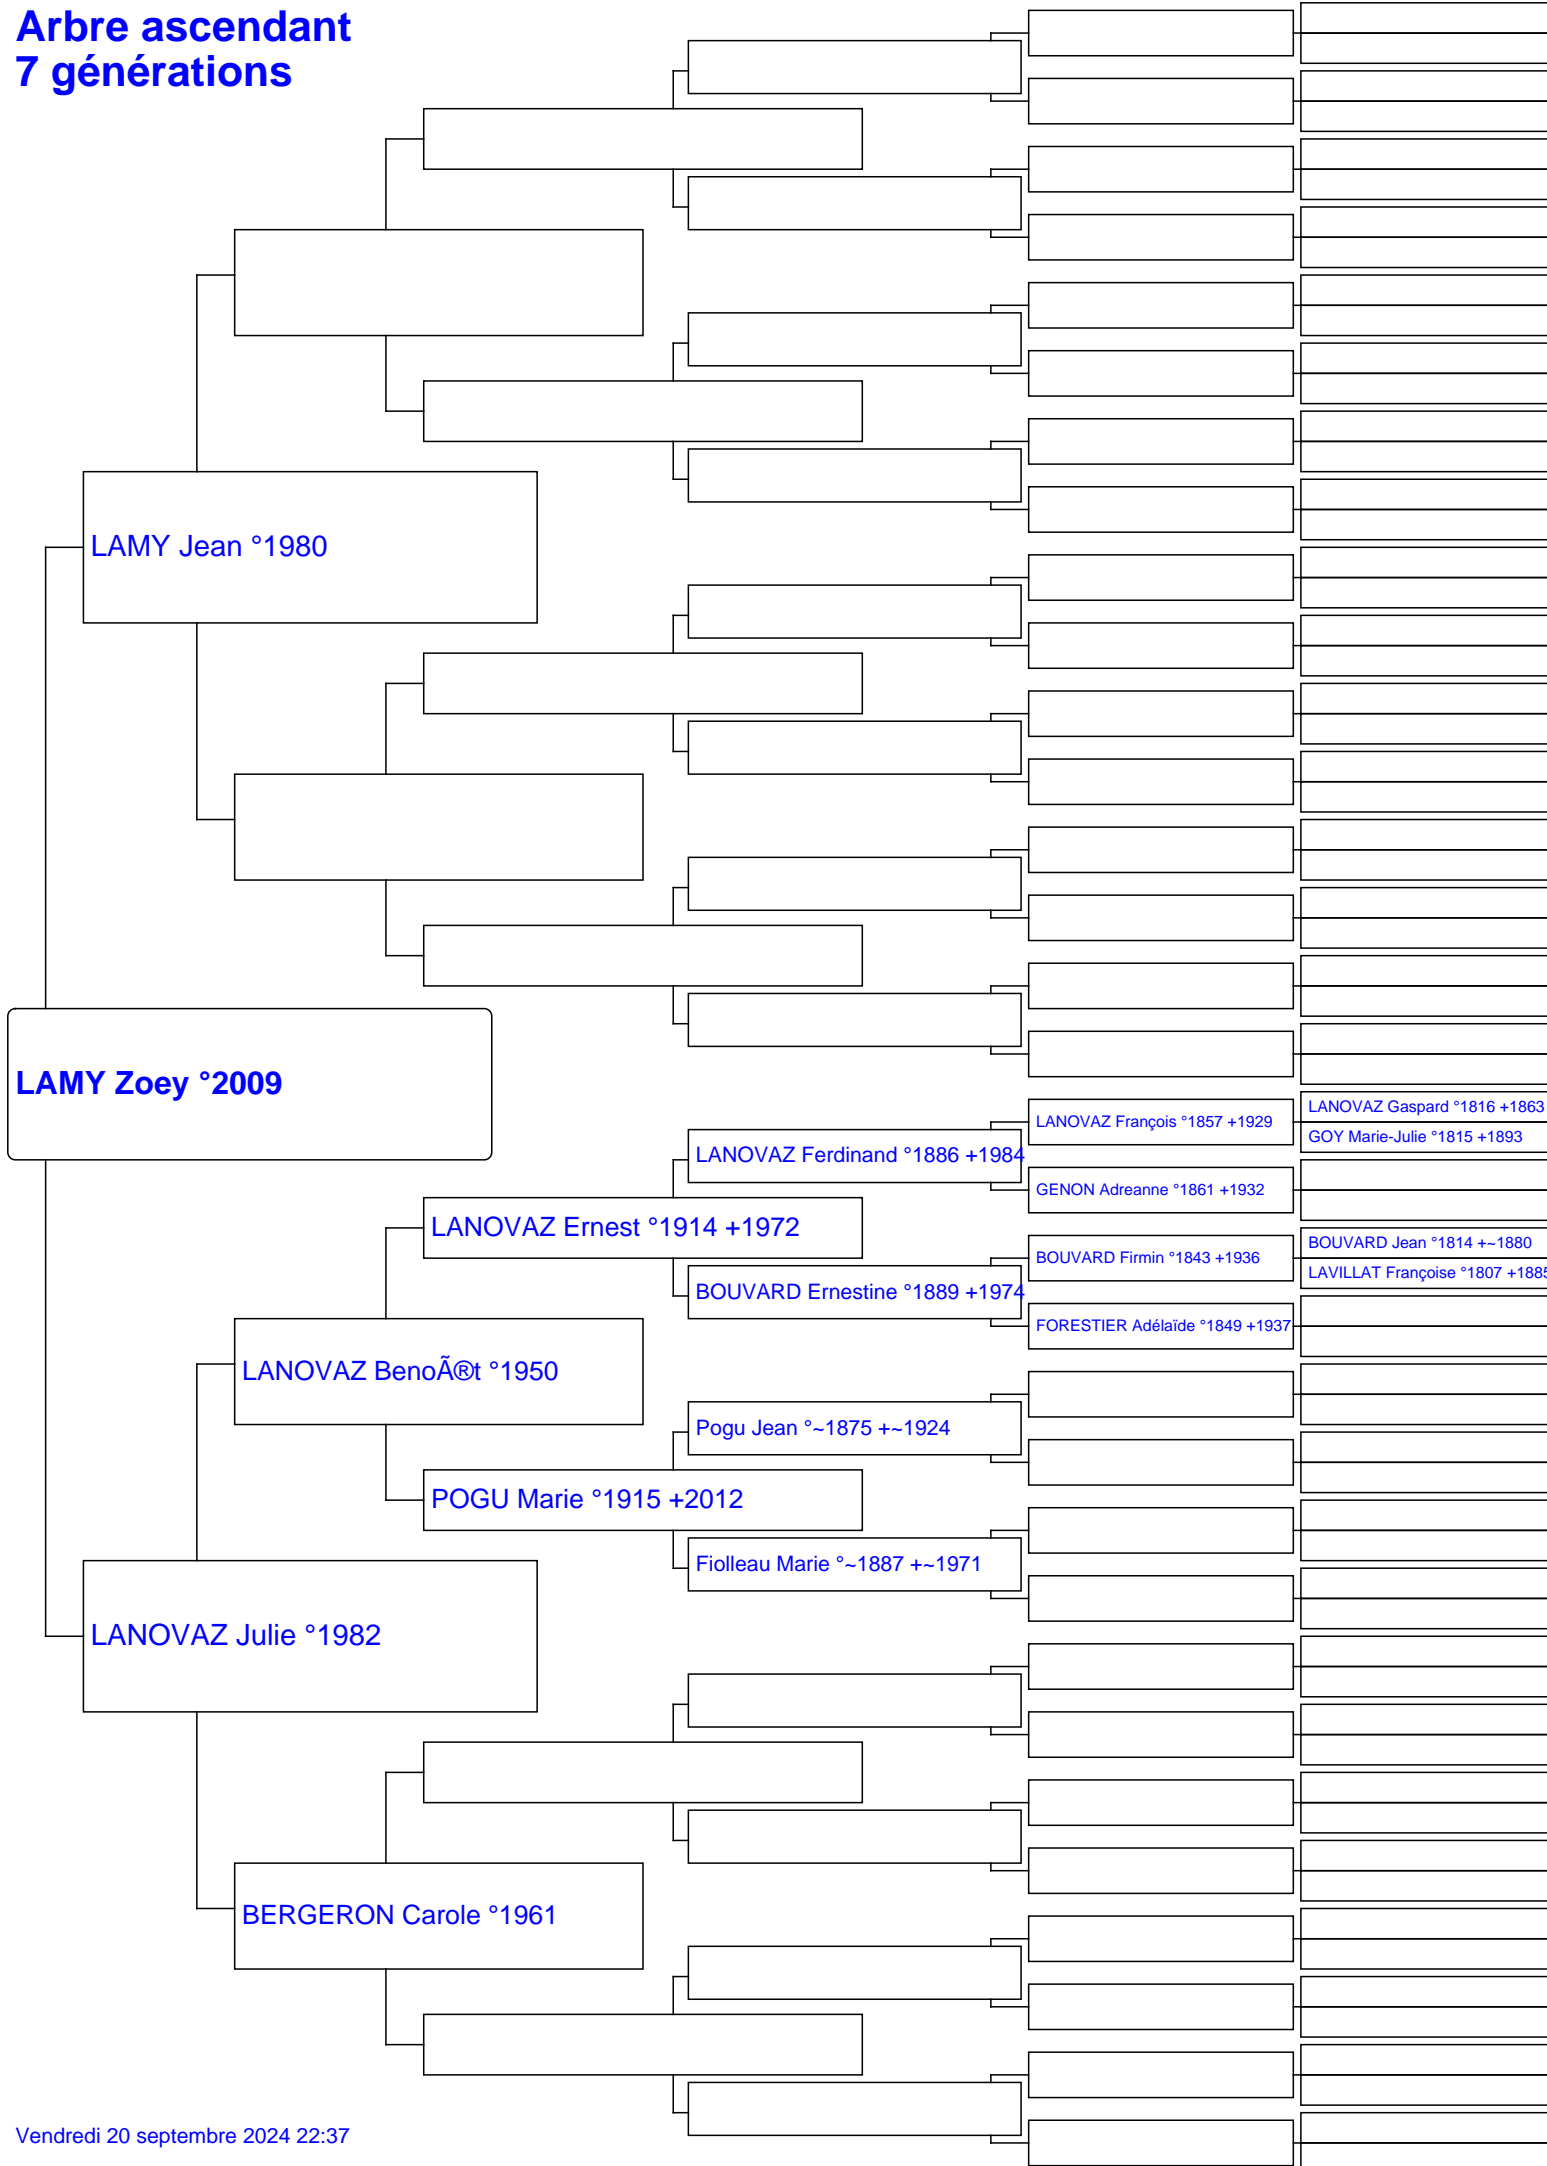 Arbre ascendant
7 générations
LAMY Jean °1980
LAMY Zoey °2009
LANOVAZ Gaspard °1816 +1863
LANOVAZ François °1857 +1929
GOY Marie-Julie °1815 +1893
LANOVAZ Ferdinand °1886 +1984
GENON Adreanne °1861 +1932
LANOVAZ Ernest °1914 +1972
BOUVARD Jean °1814 +~1880
BOUVARD Firmin °1843 +1936
LAVILLAT Françoise °1807 +1885
BOUVARD Ernestine °1889 +1974
FORESTIER Adélaïde °1849 +1937
LANOVAZ BenoÃ®t °1950
Pogu Jean °~1875 +~1924
POGU Marie °1915 +2012
Fiolleau Marie °~1887 +~1971
LANOVAZ Julie °1982
BERGERON Carole °1961
Vendredi 20 septembre 2024 22:37